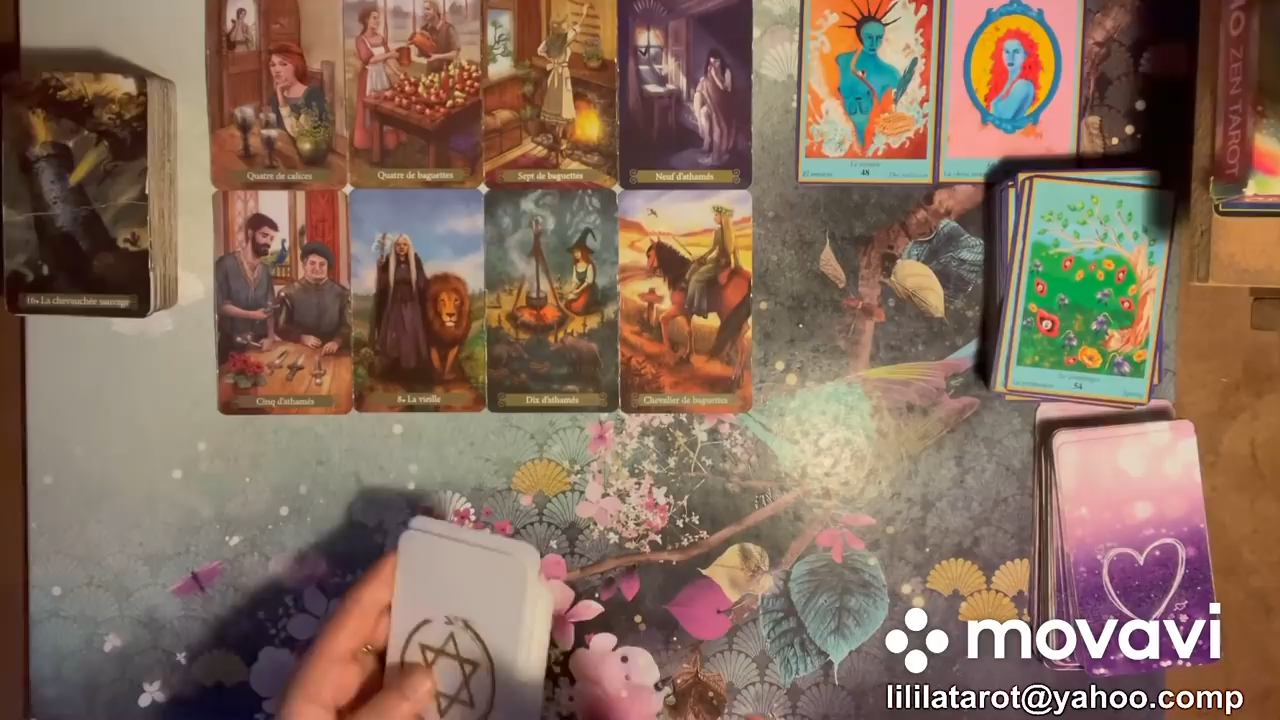 Quatre de calices
Quatre de baguettes
Sept de baguettes
Neuf d'athamés
48
MO ZEN TAROT
16• La chevauchée sauvage
Cinq d'athamés
8• La vieille
Dix d'athamés
Chevalier de baguettes
54
movavi
lililatarot@yahoo.comp